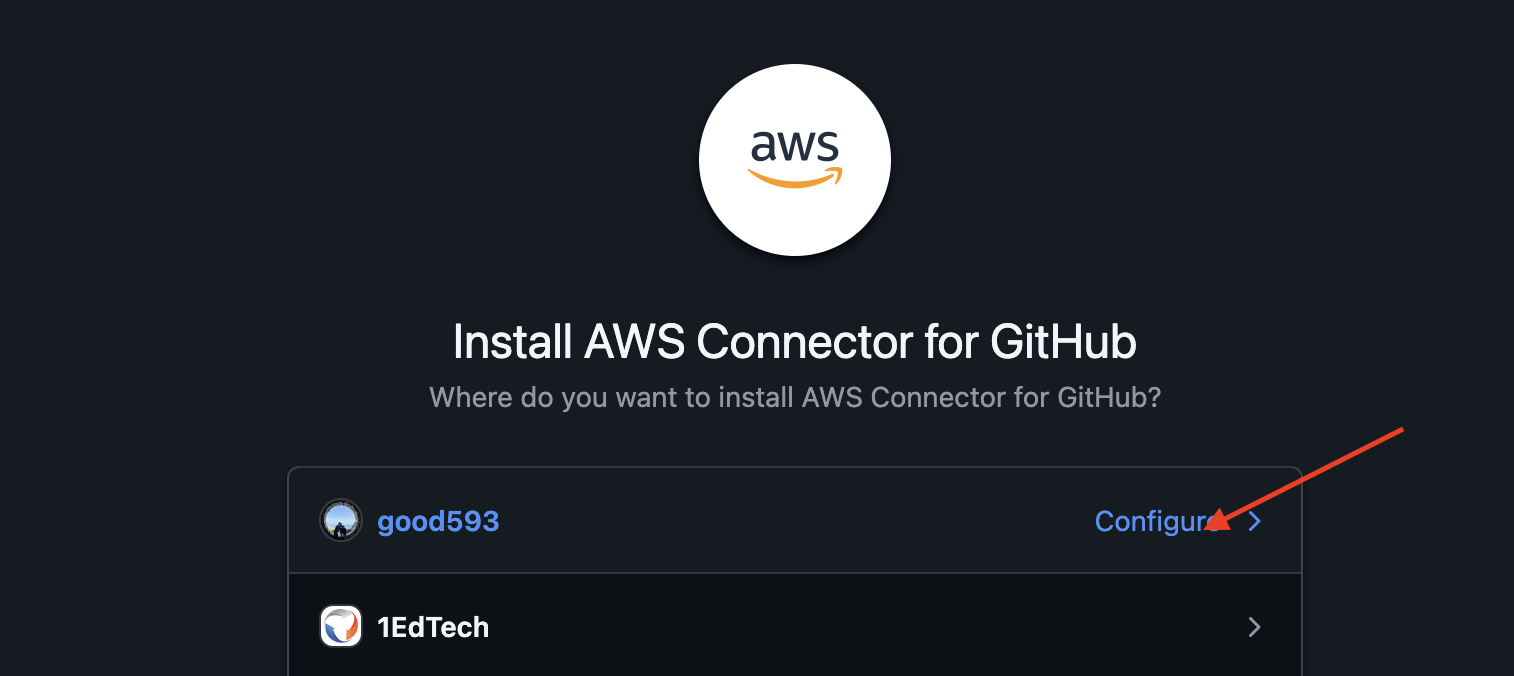 aws
Install AWS Connector for GitHub
Where do you want to install AWS Connector for GitHub?
good593 Configure
1EdTech